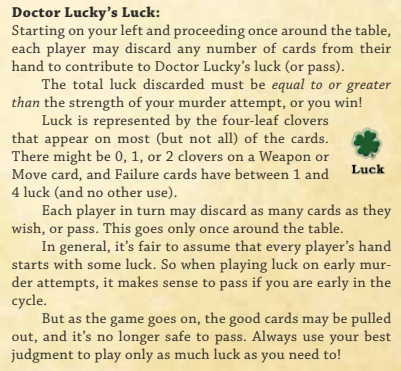 Doctor Lucky's Luck:
Starting on your left and proceeding once around the table,
each player may discard any number of cards from their
hand to contribute to Doctor Lucky's luck (or pass).
The total luck discarded must be equal to or greater
than the strength of your murder attempt, or you win!
Luck is represented by the four-leaf clovers
that appear on most (but not all) of the cards.
There might be 0, 1, or 2 clovers on a Weapon or
Move card, and Failure cards have between 1 and
4 luck (and no other use).
Luck
Each player in turn may discard as many cards as they
wish, or pass. This goes only once around the table.
In general, it's fair to assume that every player's hand
starts with some luck. So when playing luck on early mur-
der attempts, it makes sense to pass if you are early in the
cycle.
But as the game goes on, the good cards may be pulled
out, and it's no longer safe to pass. Always use your best
judgment to play only as much luck as you need to!